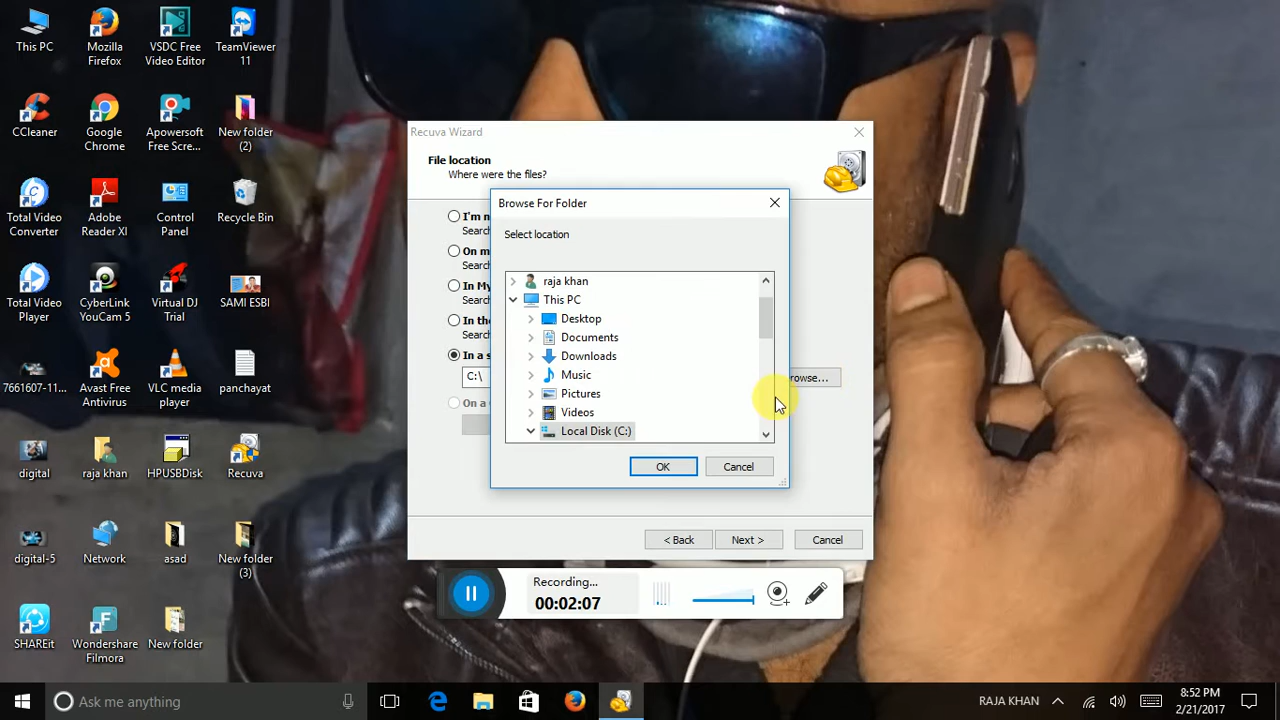 This PC
Mozilla
Firefox
VSDC Free
Video Editor
TeamViewer
11
CCleaner
Google
Chrome
Apowersoft
Free Scre...
New folder
(2)
Total Video
Converter
Adobe
Reader XI
Control
Panel
Recycle Bin
Total Video
Player
CyberLink
YouCam 5
Virtual DJ
Trial
SAMI ESBI
7661607-11...
Avast Free
Antivirus
VLC media
player
panchayat
digital
raja khan
HPUSBDisk
Recuva
digital-5
Network
asad
New folder
(3)
SHAREit
Wondershare
Filmora
New folder
Recuva Wizard
File location
Where were the files?
I'm n
Searc
On m
Searc
In My
Searc
In the
Searc
In a s
C:\
rowse...
On a
Browse For Folder
Select location
raja khan
This PC
Desktop
Documents
Downloads
Music
Pictures
Videos
Local Disk (C:)
OK
Cancel
< Back
Next >
Cancel
Recording...
00:02:07
Ask me anything
RAJA KHAN
8:52 PM
2/21/2017